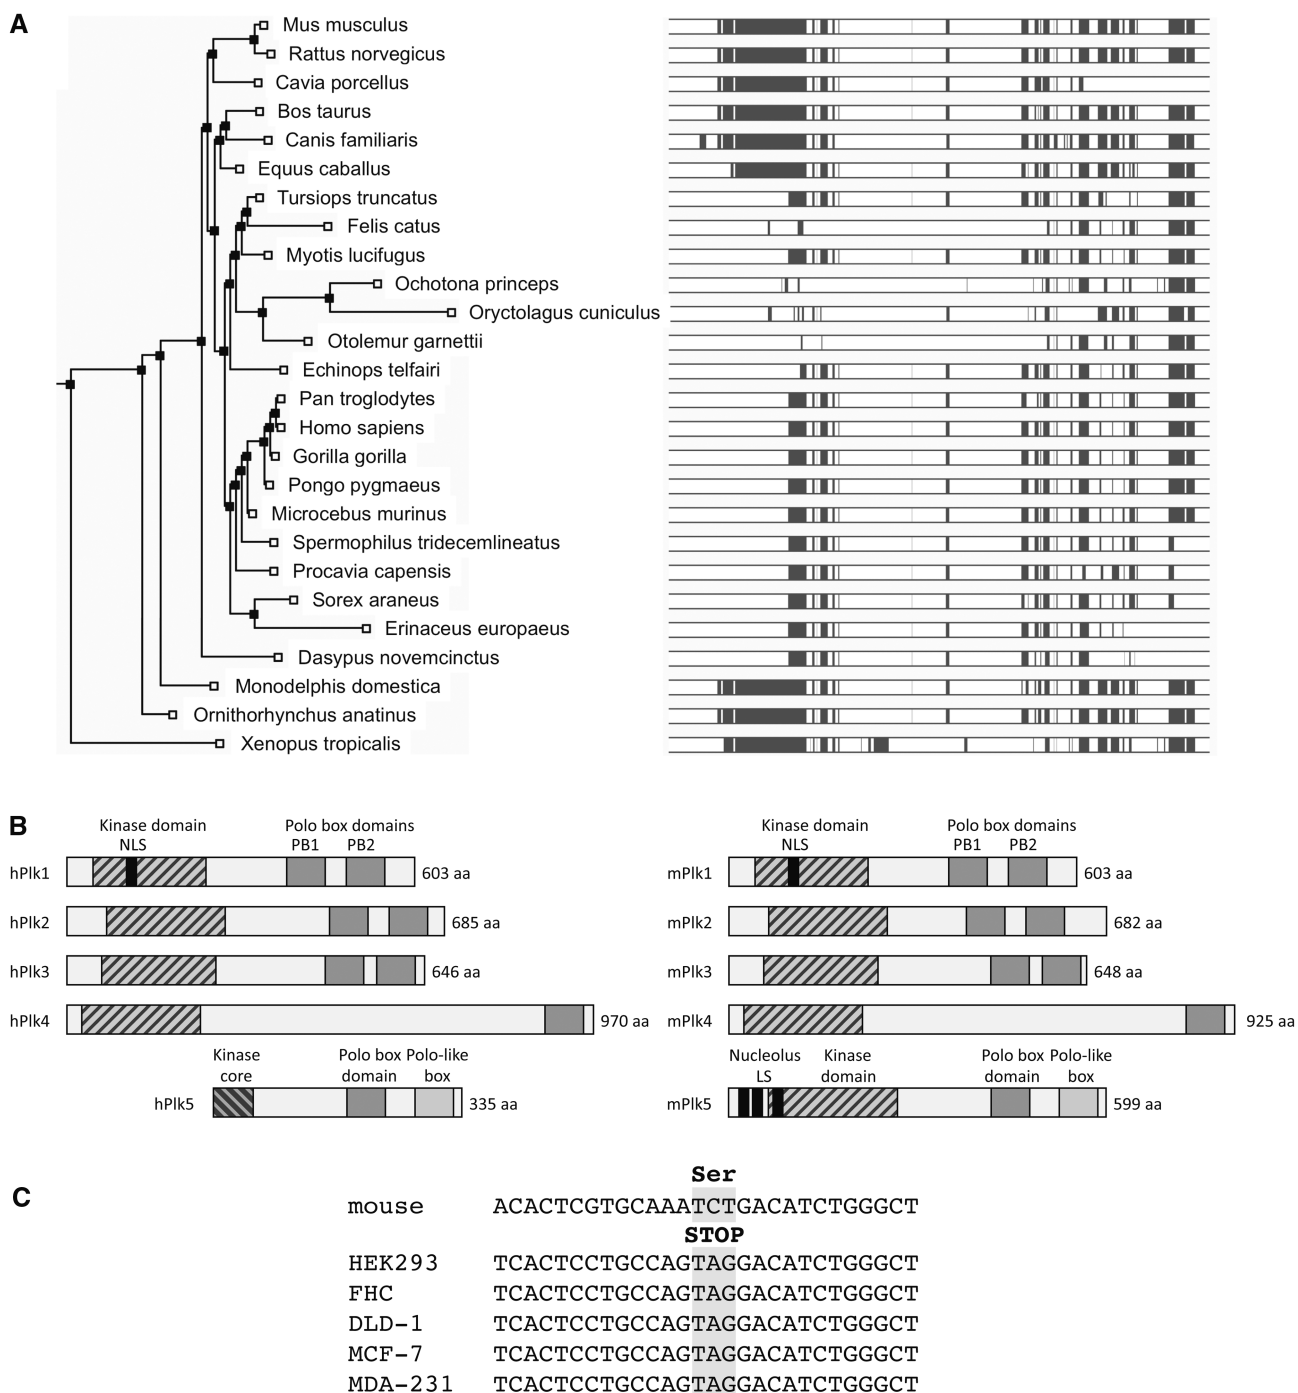 A
Mus musculus
Rattus norvegicus
Cavia porcellus
Bos taurus
Canis familiaris
Equus caballus
Tursiops truncatus
Felis catus
Myotis lucifugus
Ochotona princeps
Oryctolagus cuniculus
Otolemur garnettii
Echinops telfairi
Pan troglodytes
Homo sapiens
Gorilla gorilla
Pongo pygmaeus
Microcebus murinus
Spermophilus tridecemlineatus
Procavia capensis
Sorex araneus
Erinaceus europaeus
Dasypus novemcinctus
Monodelphis domestica
Ornithorhynchus anatinus
Xenopus tropicalis
B
Kinase domain Polo box domains
NLS PB1 PB2
hPlk1 603 aa
hPlk2 685 aa
hPlk3 646 aa
hPlk4 970 aa
Kinase Polo box Polo-like
core domain box
hPlk5 335 aa
Kinase domain Polo box domains
NLS PB1 PB2
mPlk1 603 aa
mPlk2 682 aa
mPlk3 648 aa
mPlk4 925 aa
Nucleolus Kinase Polo box Polo-like
LS domain domain box
mPlk5 599 aa
C
Ser
mouse ACACTCGTGCAAATCTGACATCTGGGCT
STOP
HEK293 TCACTCCTGCCAGTAGGACATCTGGGCT
FHC TCACTCCTGCCAGTAGGACATCTGGGCT
DLD-1 TCACTCCTGCCAGTAGGACATCTGGGCT
MCF-7 TCACTCCTGCCAGTAGGACATCTGGGCT
MDA-231 TCACTCCTGCCAGTAGGACATCTGGGCT